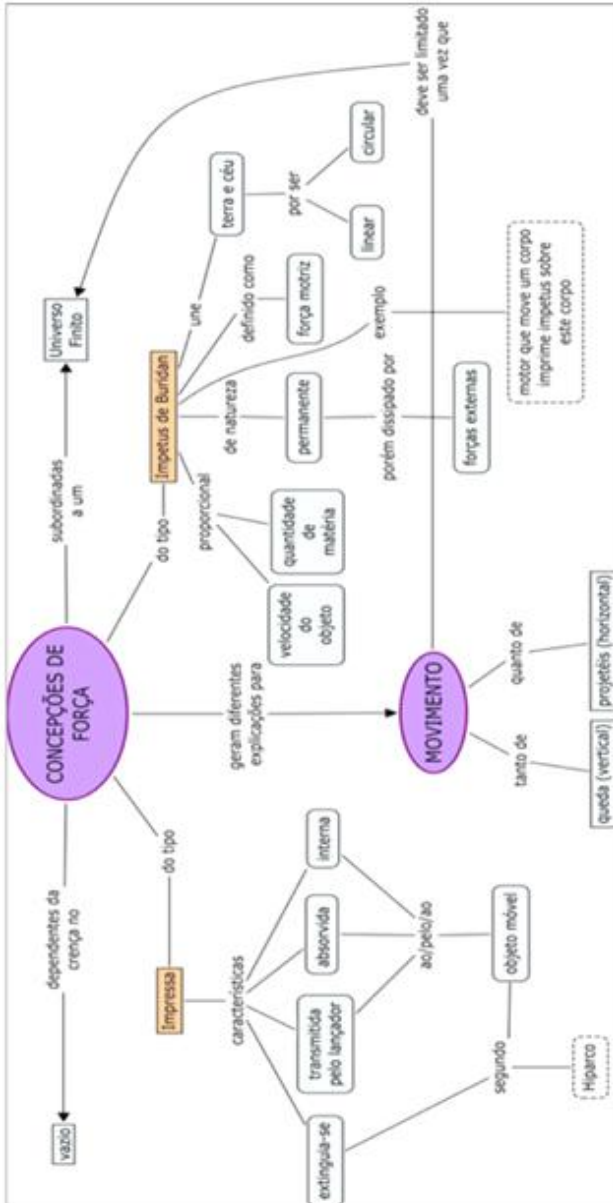 CONCEPÇÕES DE
FORÇA
dependentes da
crença no
vazio
subordinadas
a um
Universo
Finito
do tipo
Impressa
características
extinguia-se
transmitida
pelo lançador
absorvida
interna
ao/pelo/ao
objeto móvel
segundo
Hiparco
geram diferentes
explicações para
MOVIMENTO
tanto de
queda (vertical)
quanto de
projetéis (horizontal)
deve ser limitado
uma vez que
do tipo
Impetus de Buridan
proporcional
velocidade
do
objeto
quantidade
de
matéria
de natureza
permanente
porém dissipado por
forças externas
exemplo
motor que move um corpo
imprime impetus sobre
este corpo
definido como
força motriz
une
terra e céu
por ser
linear
circular